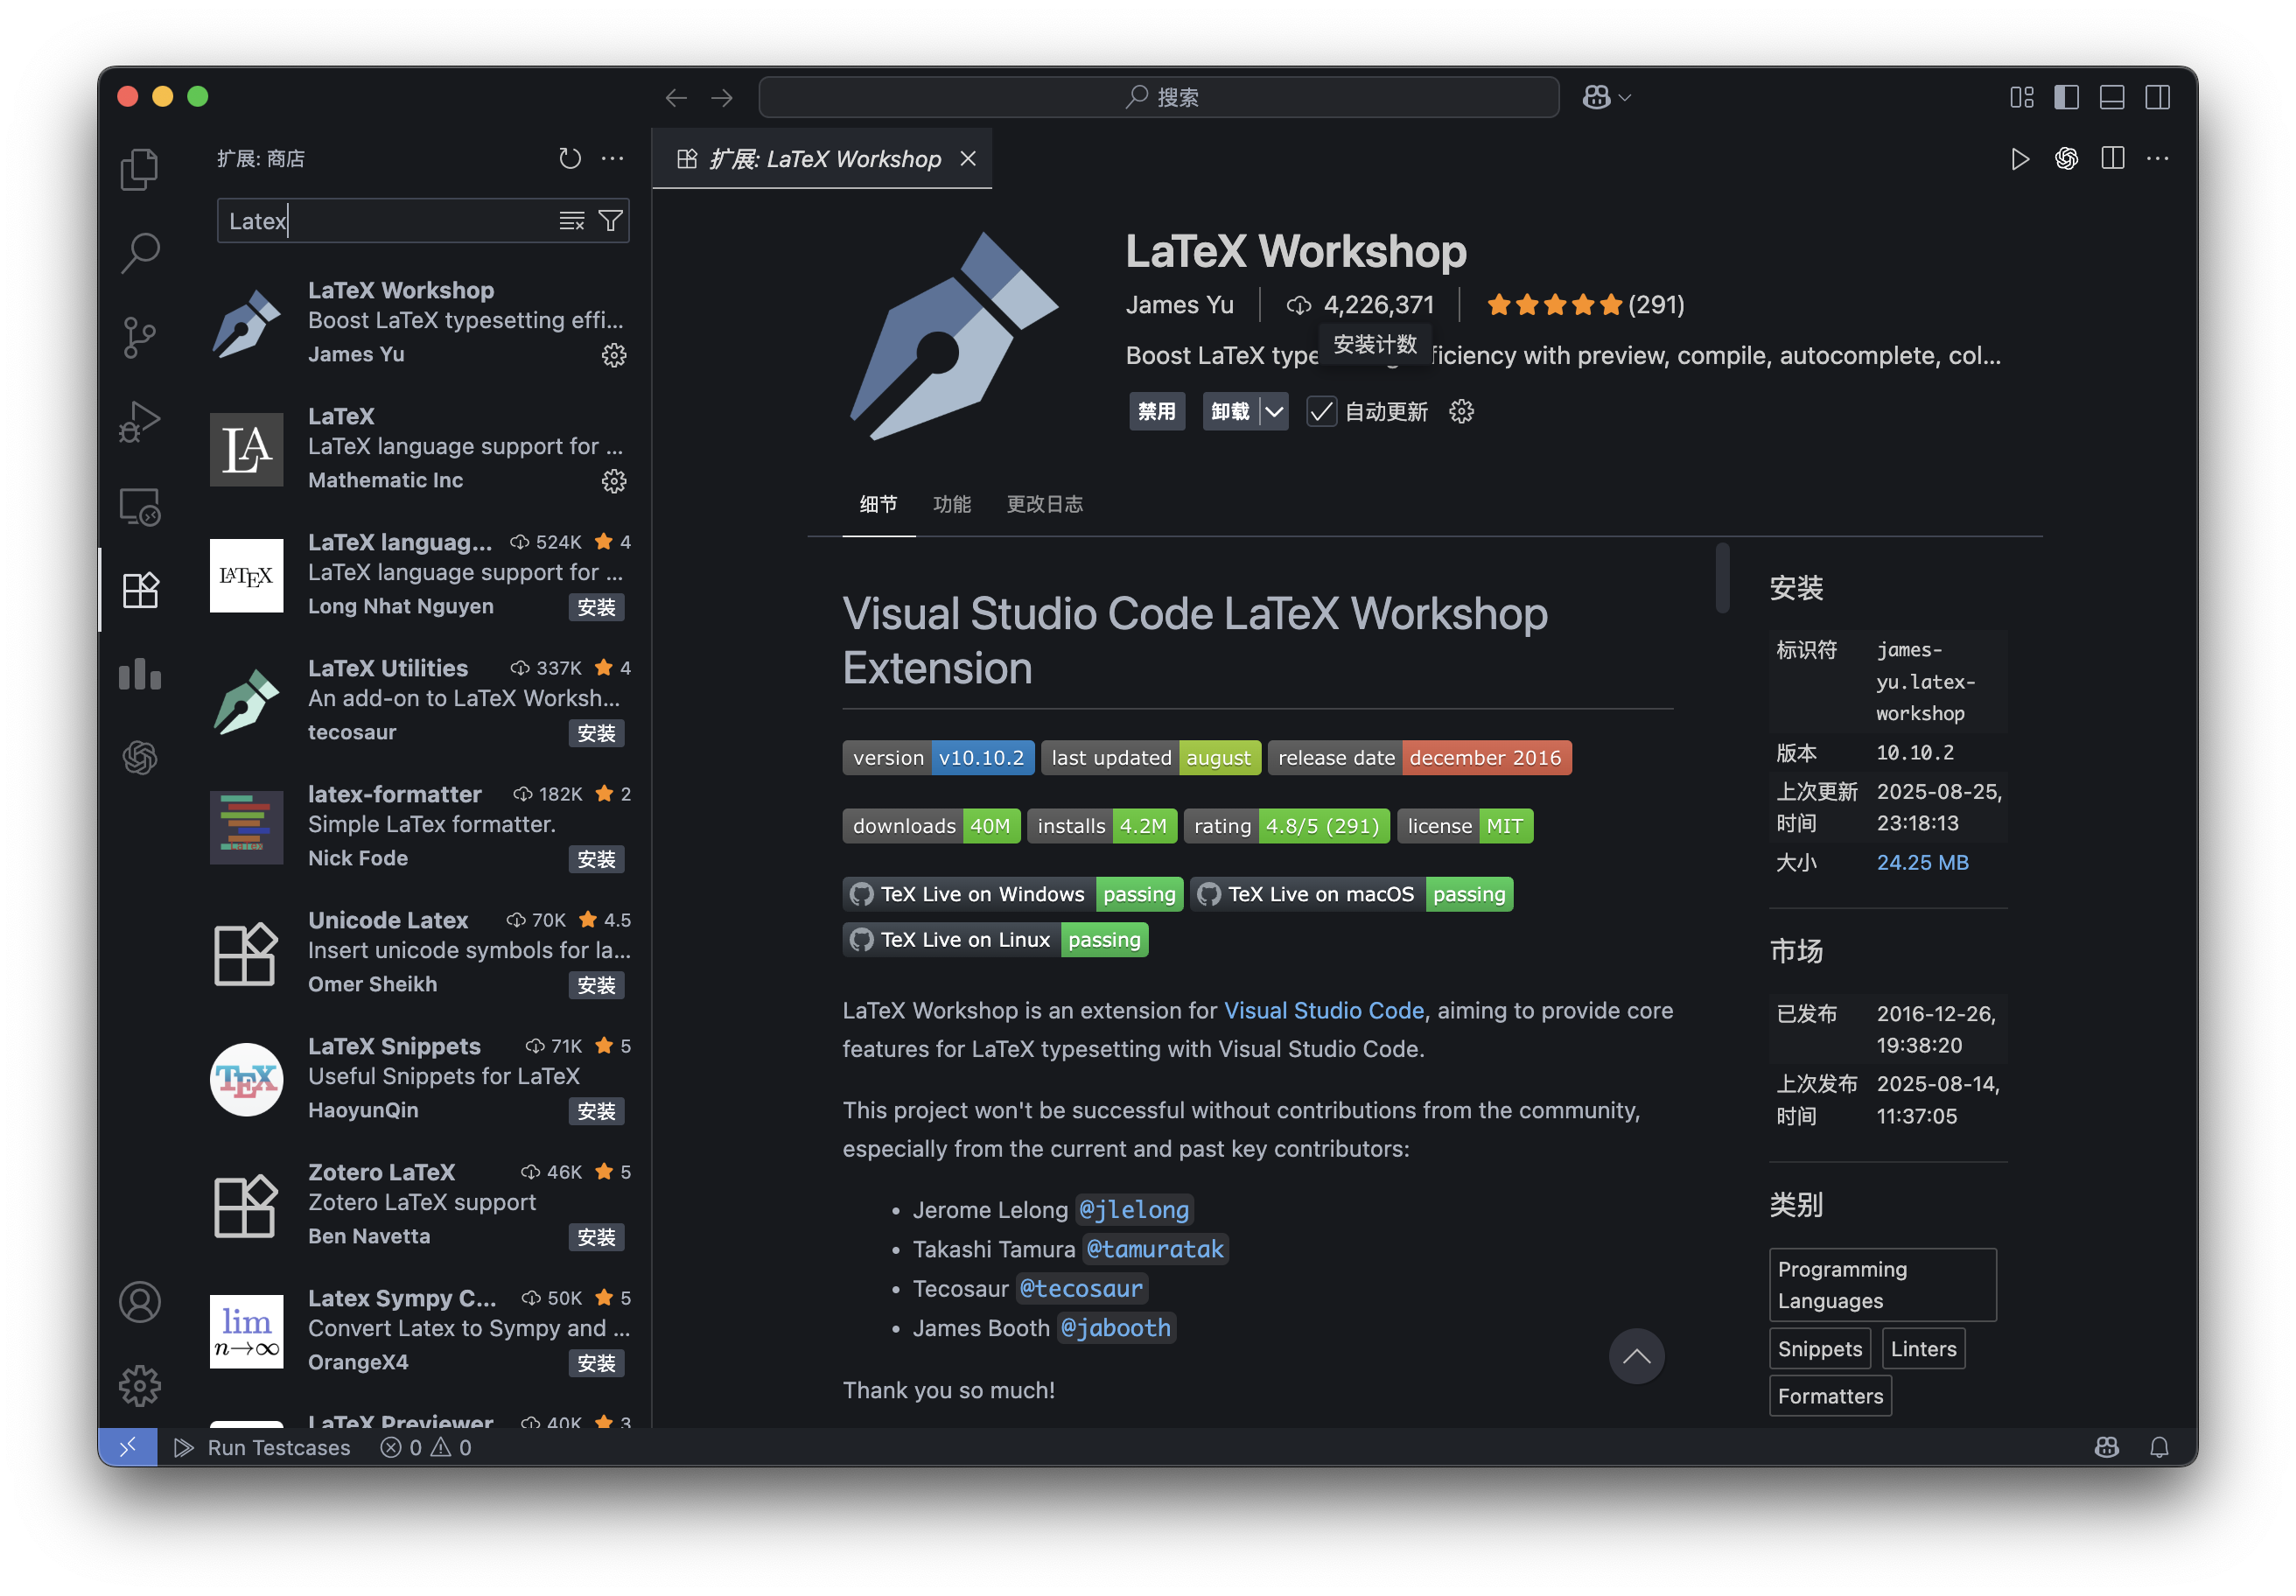 搜索
扩展: 商店
扩展: LaTeX Workshop
Latex
LaTeX Workshop
Boost LaTeX typesetting effi...
James Yu
LaTeX
LaTeX language support for ...
Mathematic Inc
LaTeX languag... 524K 4
LaTeX language support for ...
Long Nhat Nguyen 安装
LaTeX Utilities 337K 4
An add-on to LaTeX Worksh...
tecosaur 安装
latex-formatter 182K 2
Simple LaTex formatter.
Nick Fode 安装
Unicode Latex 70K 4.5
Insert unicode symbols for la...
Omer Sheikh 安装
LaTeX Snippets 71K 5
Useful Snippets for LaTeX
HaoyunQin 安装
Zotero LaTeX 46K 5
Zotero LaTeX support
Ben Navetta 安装
Latex Sympy C... 50K 5
Convert Latex to Sympy and ...
OrangeX4 安装
LaTeX Previewer 40K 3
LA
LATEX
TEX
lim
n→∞
LaTeX Workshop
James Yu 4,226,371 (291)
安装计数
Boost LaTeX type ficiency with preview, compile, autocomplete, col...
禁用 卸载 自动更新
细节 功能 更改日志
Visual Studio Code LaTeX Workshop
Extension
version v10.10.2 last updated august release date december 2016
downloads 40M installs 4.2M rating 4.8/5 (291) license MIT
TeX Live on Windows passing TeX Live on macOS passing
TeX Live on Linux passing
LaTeX Workshop is an extension for Visual Studio Code, aiming to provide core
features for LaTeX typesetting with Visual Studio Code.
This project won't be successful without contributions from the community,
especially from the current and past key contributors:
• Jerome Lelong @jlelong
• Takashi Tamura @tamuratak
• Tecosaur @tecosaur
• James Booth @jabooth
Thank you so much!
安装
标识符 james-
yu.latex-
workshop
版本 10.10.2
上次更新 2025-08-25,
时间 23:18:13
大小 24.25 MB
市场
已发布 2016-12-26,
19:38:20
上次发布 2025-08-14,
时间 11:37:05
类别
Programming
Languages
Snippets Linters
Formatters
Run Testcases 0 0